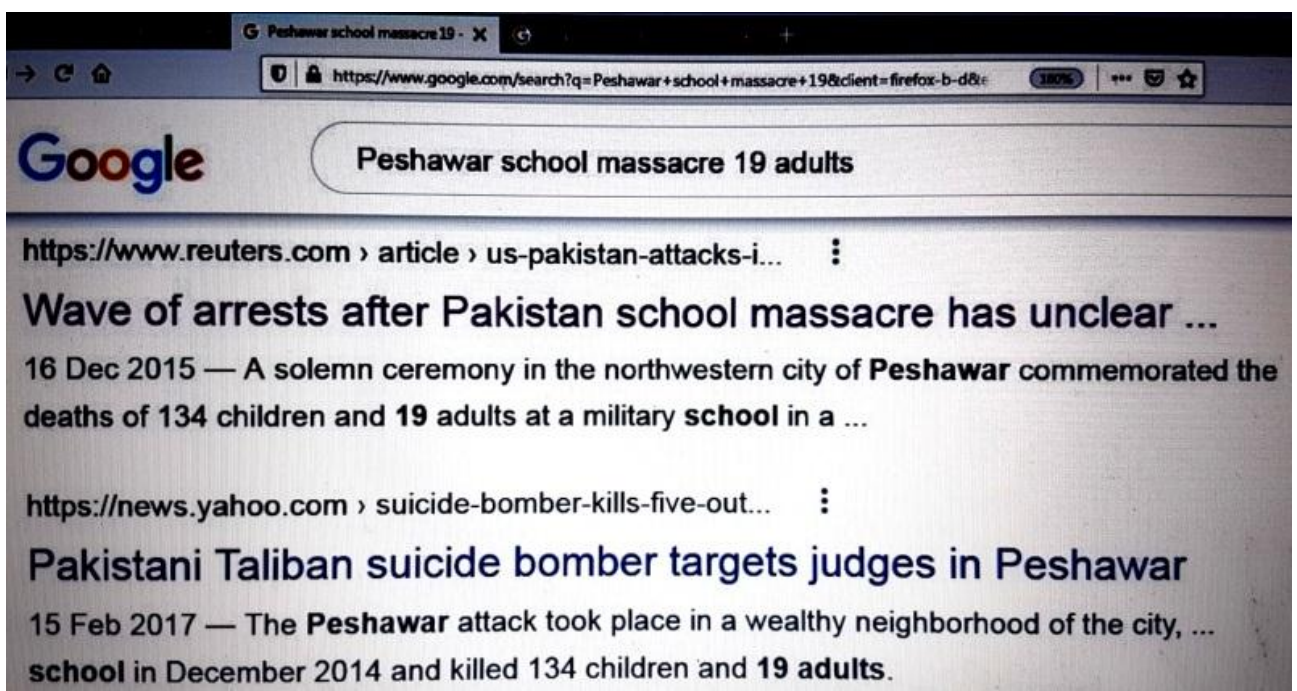 Peshawar school massacre 19 -
https://www.google.com/search?q=Peshawar+school+massacre+19&client=firefox-b-d&
180%
Google
Peshawar school massacre 19 adults
https://www.reuters.com › article › us-pakistan-attacks-i...
Wave of arrests after Pakistan school massacre has unclear ...
16 Dec 2015 — A solemn ceremony in the northwestern city of Peshawar commemorated the
deaths of 134 children and 19 adults at a military school in a ...
https://news.yahoo.com › suicide-bomber-kills-five-out...
Pakistani Taliban suicide bomber targets judges in Peshawar
15 Feb 2017 — The Peshawar attack took place in a wealthy neighborhood of the city, ...
school in December 2014 and killed 134 children and 19 adults.